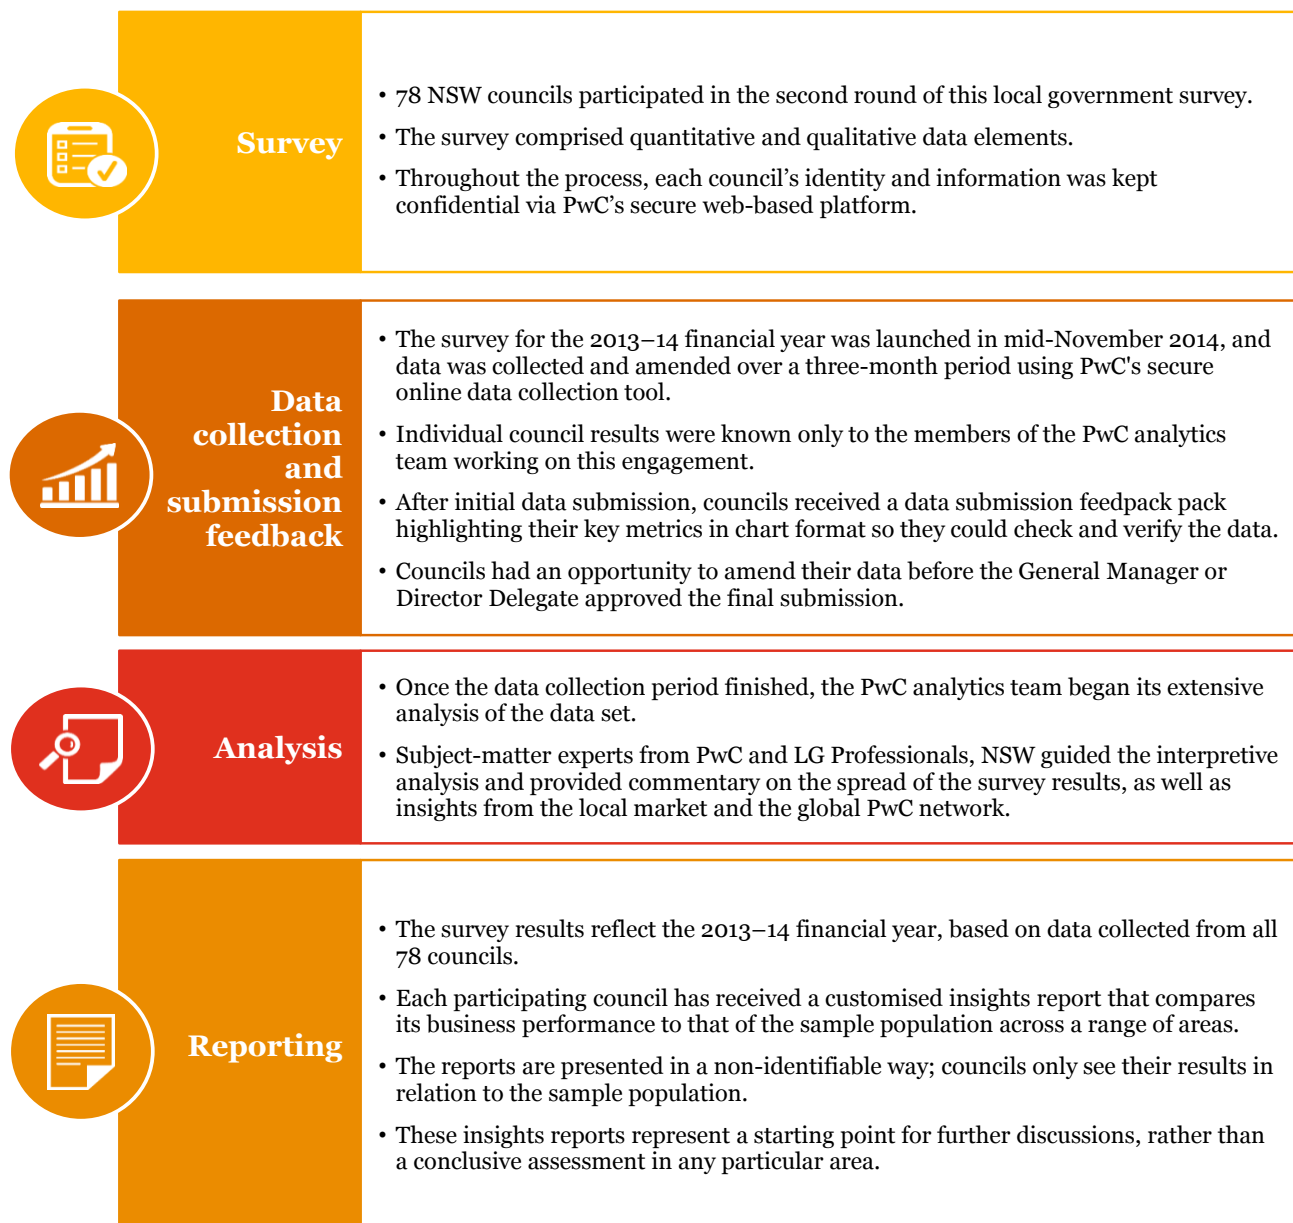 Survey
• 78 NSW councils participated in the second round of this local government survey.
• The survey comprised quantitative and qualitative data elements.
• Throughout the process, each council’s identity and information was kept
confidential via PwC’s secure web-based platform.
Data
collection
and
submission
feedback
• The survey for the 2013–14 financial year was launched in mid-November 2014, and
data was collected and amended over a three-month period using PwC's secure
online data collection tool.
• Individual council results were known only to the members of the PwC analytics
team working on this engagement.
• After initial data submission, councils received a data submission feedpack pack
highlighting their key metrics in chart format so they could check and verify the data.
• Councils had an opportunity to amend their data before the General Manager or
Director Delegate approved the final submission.
Analysis
• Once the data collection period finished, the PwC analytics team began its extensive
analysis of the data set.
• Subject-matter experts from PwC and LG Professionals, NSW guided the interpretive
analysis and provided commentary on the spread of the survey results, as well as
insights from the local market and the global PwC network.
Reporting
• The survey results reflect the 2013–14 financial year, based on data collected from all
78 councils.
• Each participating council has received a customised insights report that compares
its business performance to that of the sample population across a range of areas.
• The reports are presented in a non-identifiable way; councils only see their results in
relation to the sample population.
• These insights reports represent a starting point for further discussions, rather than
a conclusive assessment in any particular area.